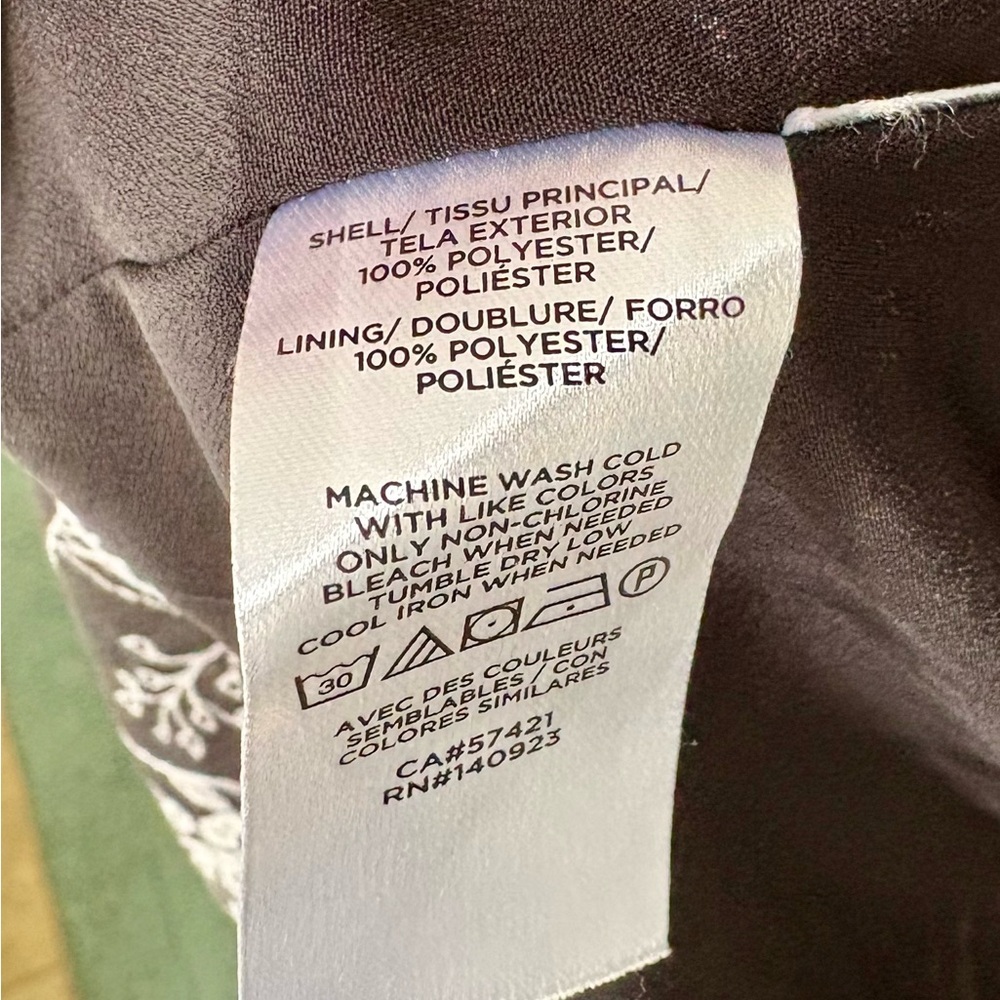 SHELL/ TISSU PRINCIPAL/
TELA EXTERIOR
100% POLYESTER/
POLIÉSTER
LINING/ DOUBLURE/ FORRO
100% POLYESTER/
POLIÉSTER
MACHINE WASH COLD
WITH LIKE COLORS
ONLY NON-CHLORINE
BLEACH WHEN NEEDED
TUMBLE DRY LOW
COOL IRON WHEN NEEDED
30 P
AVEC DES COULEURS
SEMBLABLES / CON
COLORES SIMILARES
CA#57421
RN#140923